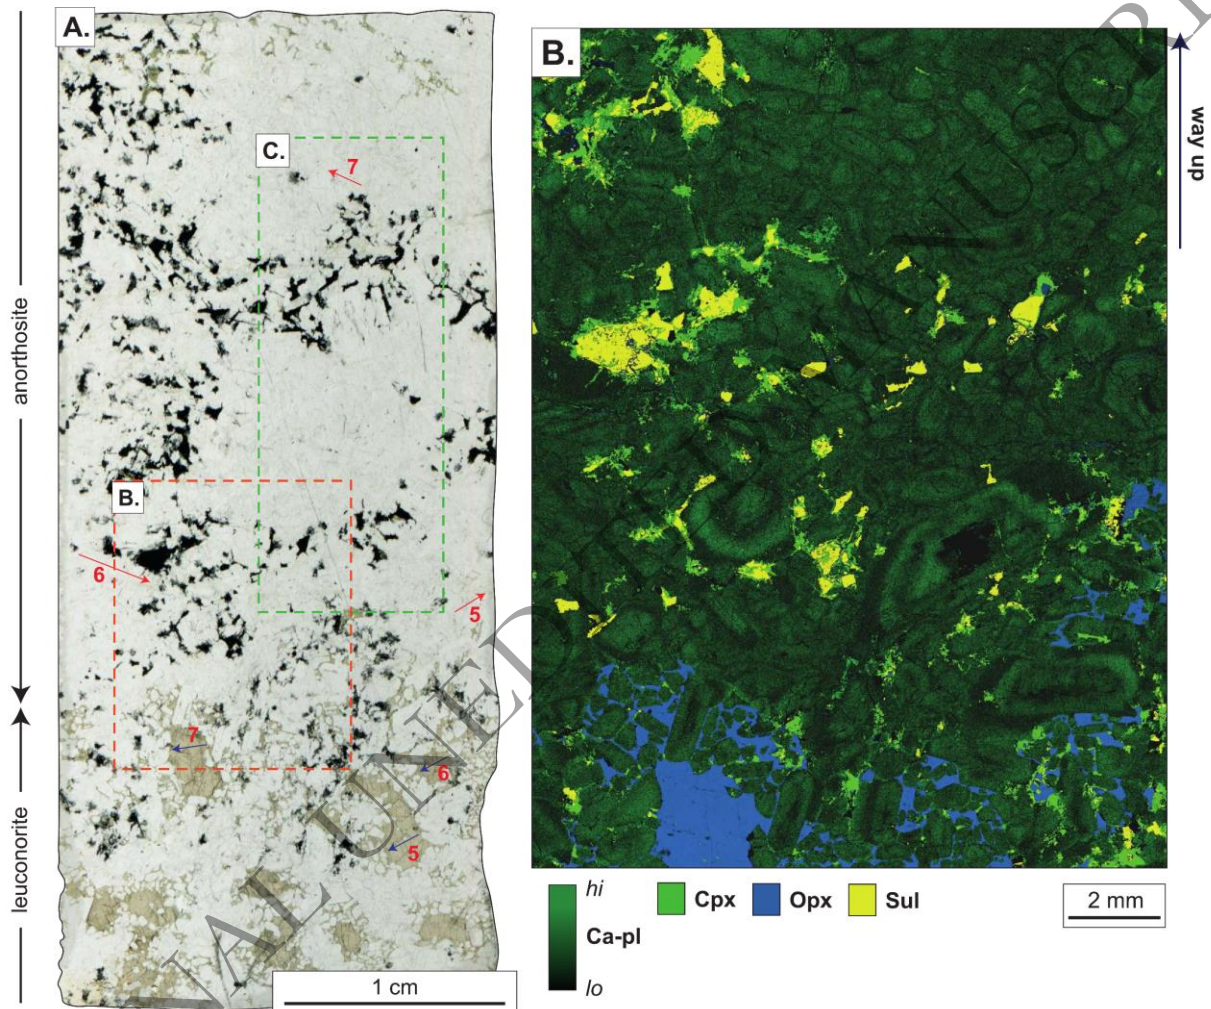 A.
B.
C.
7
way up
anorthosite
B.
6
5
7
6
5
leuconorite
1 cm
hi
Ca-pl
lo
Cpx
Opx
Sul
2 mm